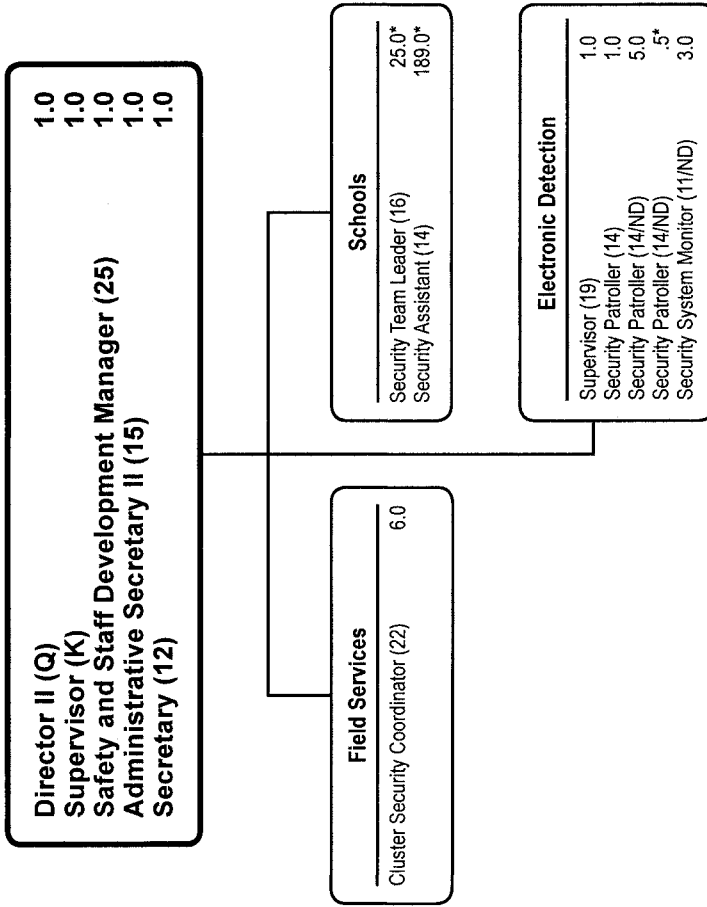 Director II (Q) 1.0
Supervisor (K) 1.0
Safety and Staff Development Manager (25) 1.0
Administrative Secretary II (15) 1.0
Secretary (12) 1.0
Field Services
Cluster Security Coordinator (22) 6.0
Schools
Security Team Leader (16) 25.0*
Security Assistant (14) 189.0*
Electronic Detection
Supervisor (19) 1.0
Security Patroller (14) 1.0
Security Patroller (14/ND) 5.0
Security Patroller (14/ND) .5*
Security System Monitor (11/ND) 3.0